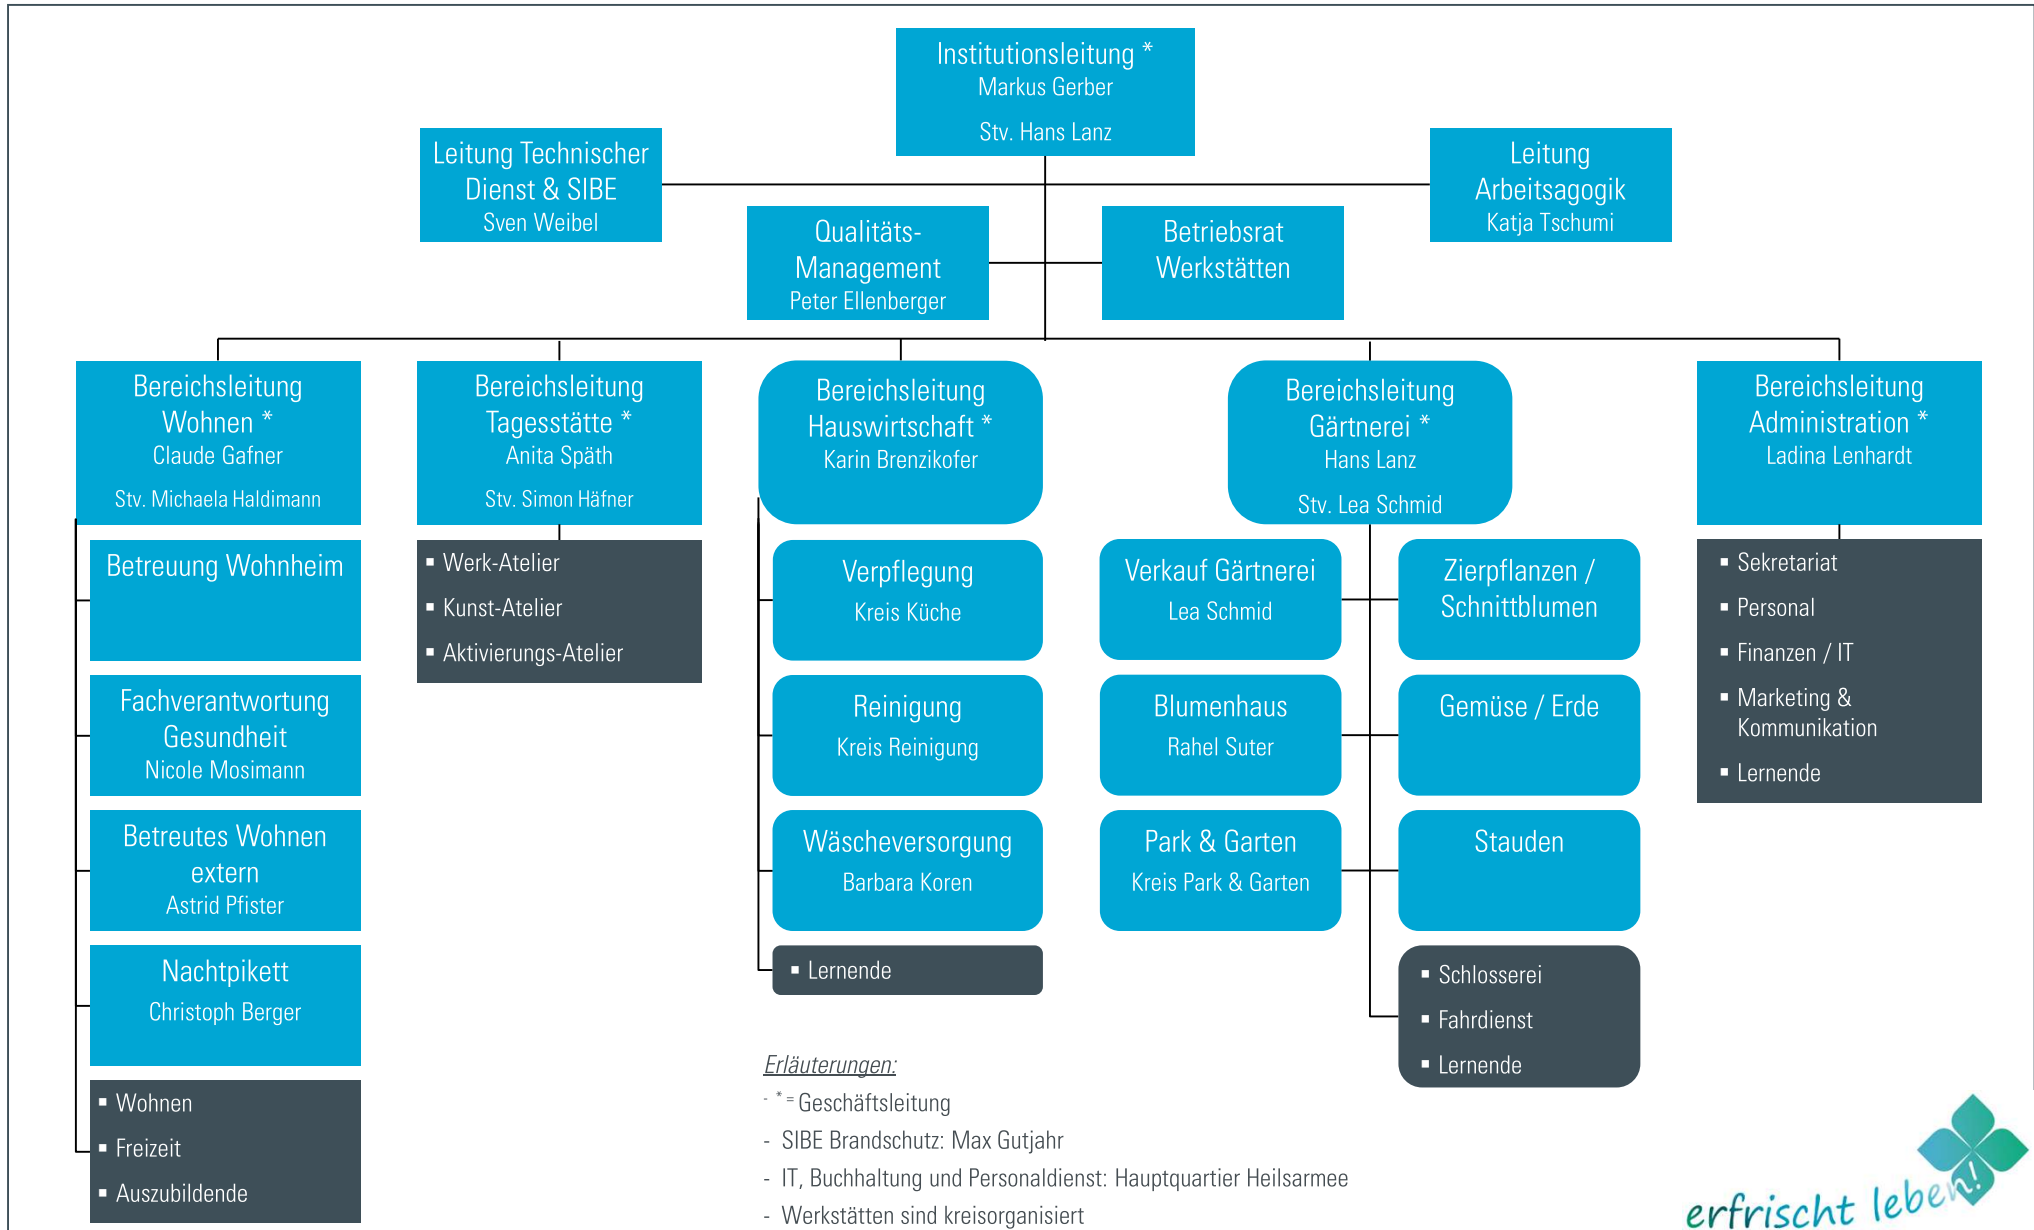 Institutionsleitung *
Markus Gerber
Stv. Hans Lanz
Leitung Technischer
Dienst & SIBE
Sven Weibel
Leitung
Arbeitsagogik
Katja Tschumi
Qualitäts-
Management
Peter Ellenberger
Betriebsrat
Werkstätten
Bereichsleitung
Wohnen *
Claude Gafner
Stv. Michaela Haldimann
Betreuung Wohnheim
Fachverantwortung
Gesundheit
Nicole Mosimann
Betreutes Wohnen
extern
Astrid Pfister
Nachtpikett
Christoph Berger
▪ Wohnen
▪ Freizeit
▪ Auszubildende
Bereichsleitung
Tagesstätte *
Anita Späth
Stv. Simon Häfner
▪ Werk-Atelier
▪ Kunst-Atelier
▪ Aktivierungs-Atelier
Bereichsleitung
Hauswirtschaft *
Karin Brenzikofer
Verpflegung
Kreis Küche
Reinigung
Kreis Reinigung
Wäscheversorgung
Barbara Koren
▪ Lernende
Bereichsleitung
Gärtnerei *
Hans Lanz
Stv. Lea Schmid
Verkauf Gärtnerei
Lea Schmid
Zierpflanzen /
Schnittblumen
Blumenhaus
Rahel Suter
Gemüse / Erde
Park & Garten
Kreis Park & Garten
Stauden
▪ Schlosserei
▪ Fahrdienst
▪ Lernende
Bereichsleitung
Administration *
Ladina Lenhardt
▪ Sekretariat
▪ Personal
▪ Finanzen / IT
▪ Marketing &
Kommunikation
▪ Lernende
Erläuterungen:
- * = Geschäftsleitung
- SIBE Brandschutz: Max Gutjahr
- IT, Buchhaltung und Personaldienst: Hauptquartier Heilsarmee
- Werkstätten sind kreisorganisiert
erfrischt leben!